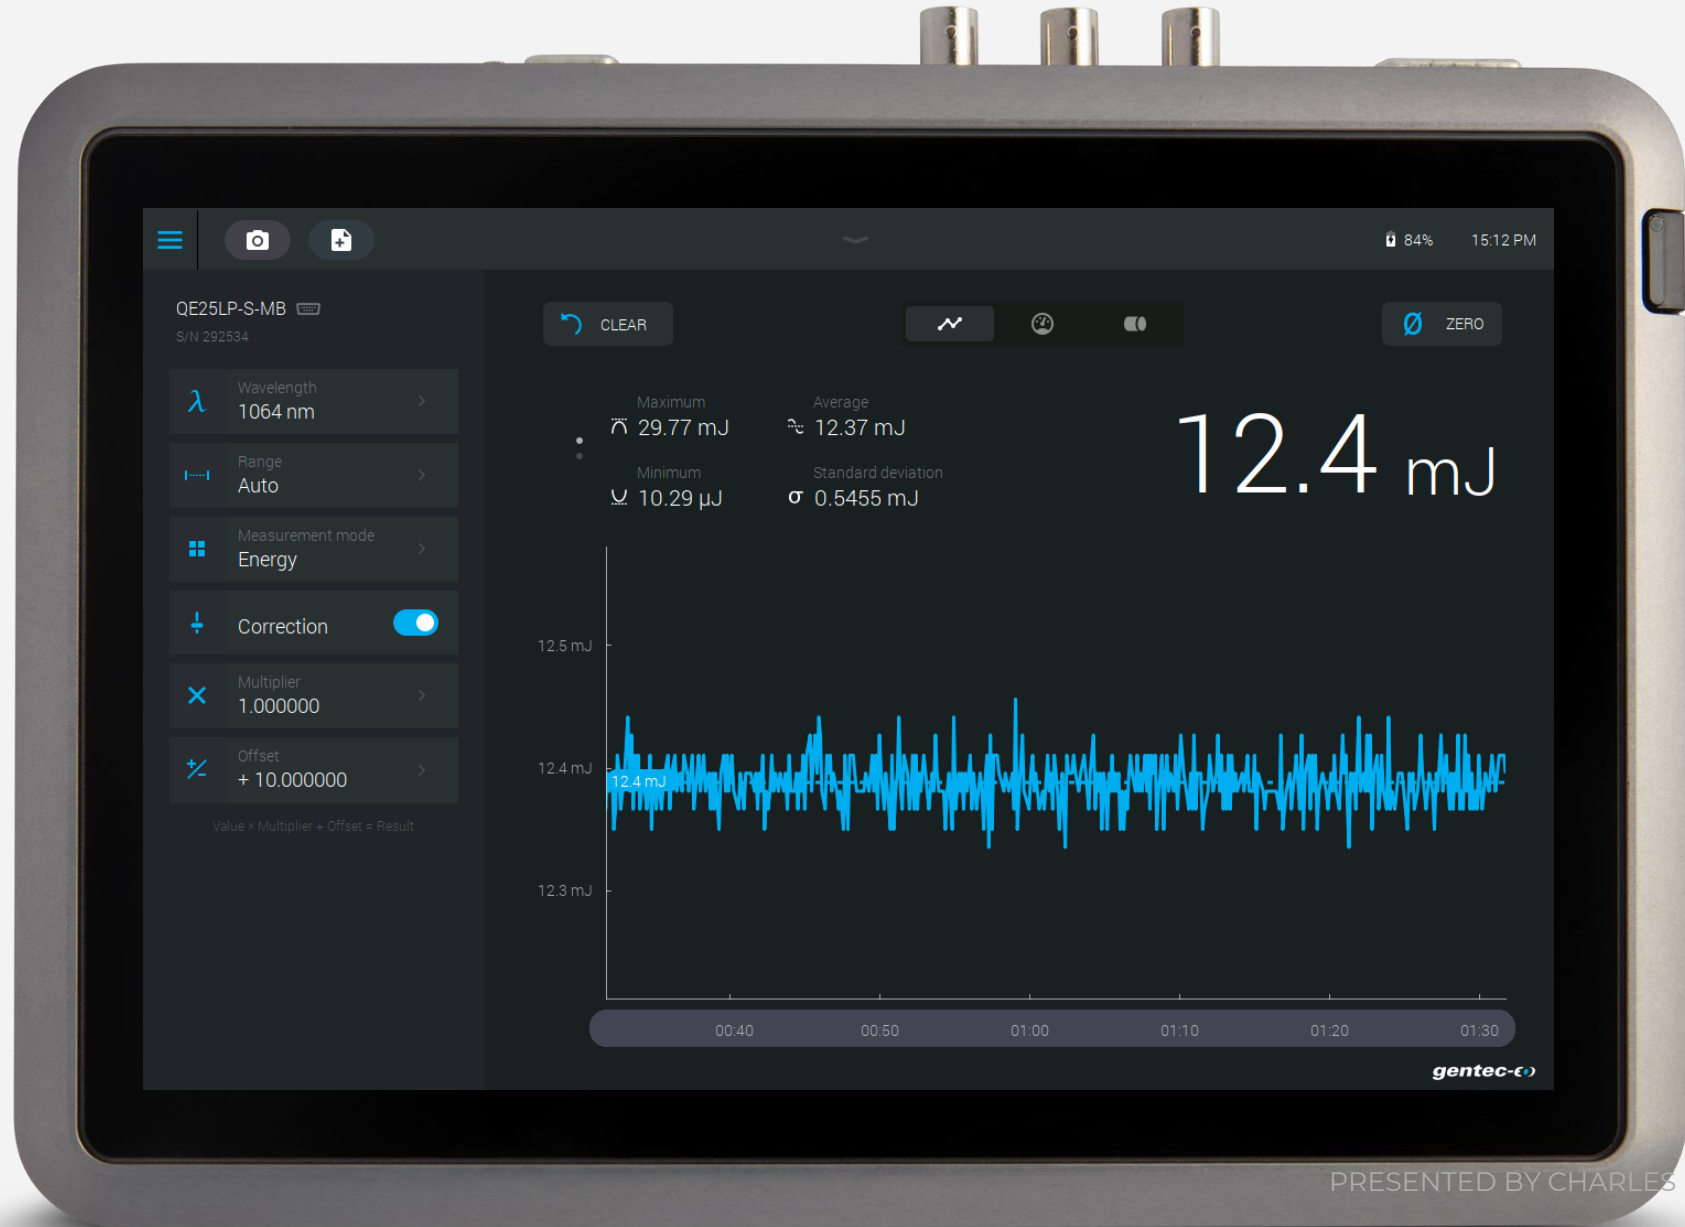 84%
15:12 PM
QE25LP-S-MB
S/N 292534
CLEAR
ZERO
Wavelength
1064 nm
Range
Auto
Measurement mode
Energy
Correction
Multiplier
1.000000
Offset
+ 10.000000
Value × Multiplier + Offset = Result
Maximum
29.77 mJ
Average
12.37 mJ
Minimum
10.29 µJ
Standard deviation
σ 0.5455 mJ
12.4 mJ
12.5 mJ
12.4 mJ
12.4 mJ
12.3 mJ
00:40 00:50 01:00 01:10 01:20 01:30
gentec-eo
PRESENTED BY CHARLES